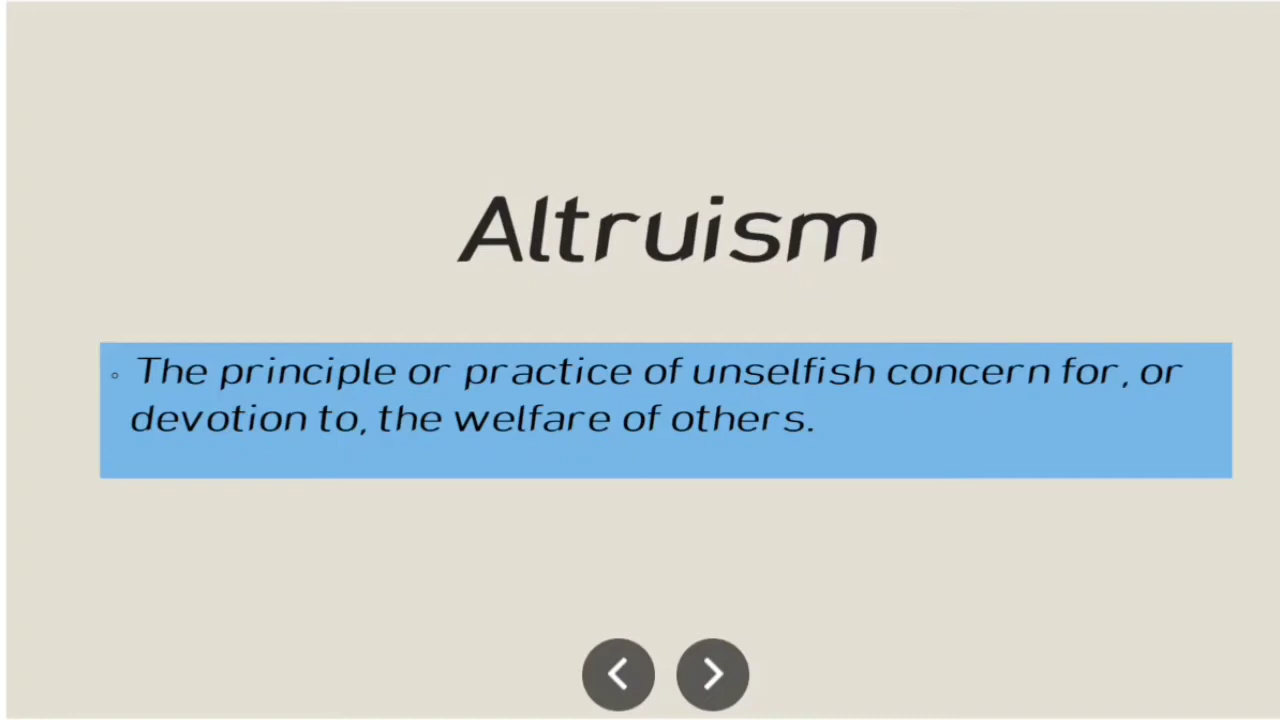 Altruism
◦ The principle or practice of unselfish concern for, or
devotion to, the welfare of others.